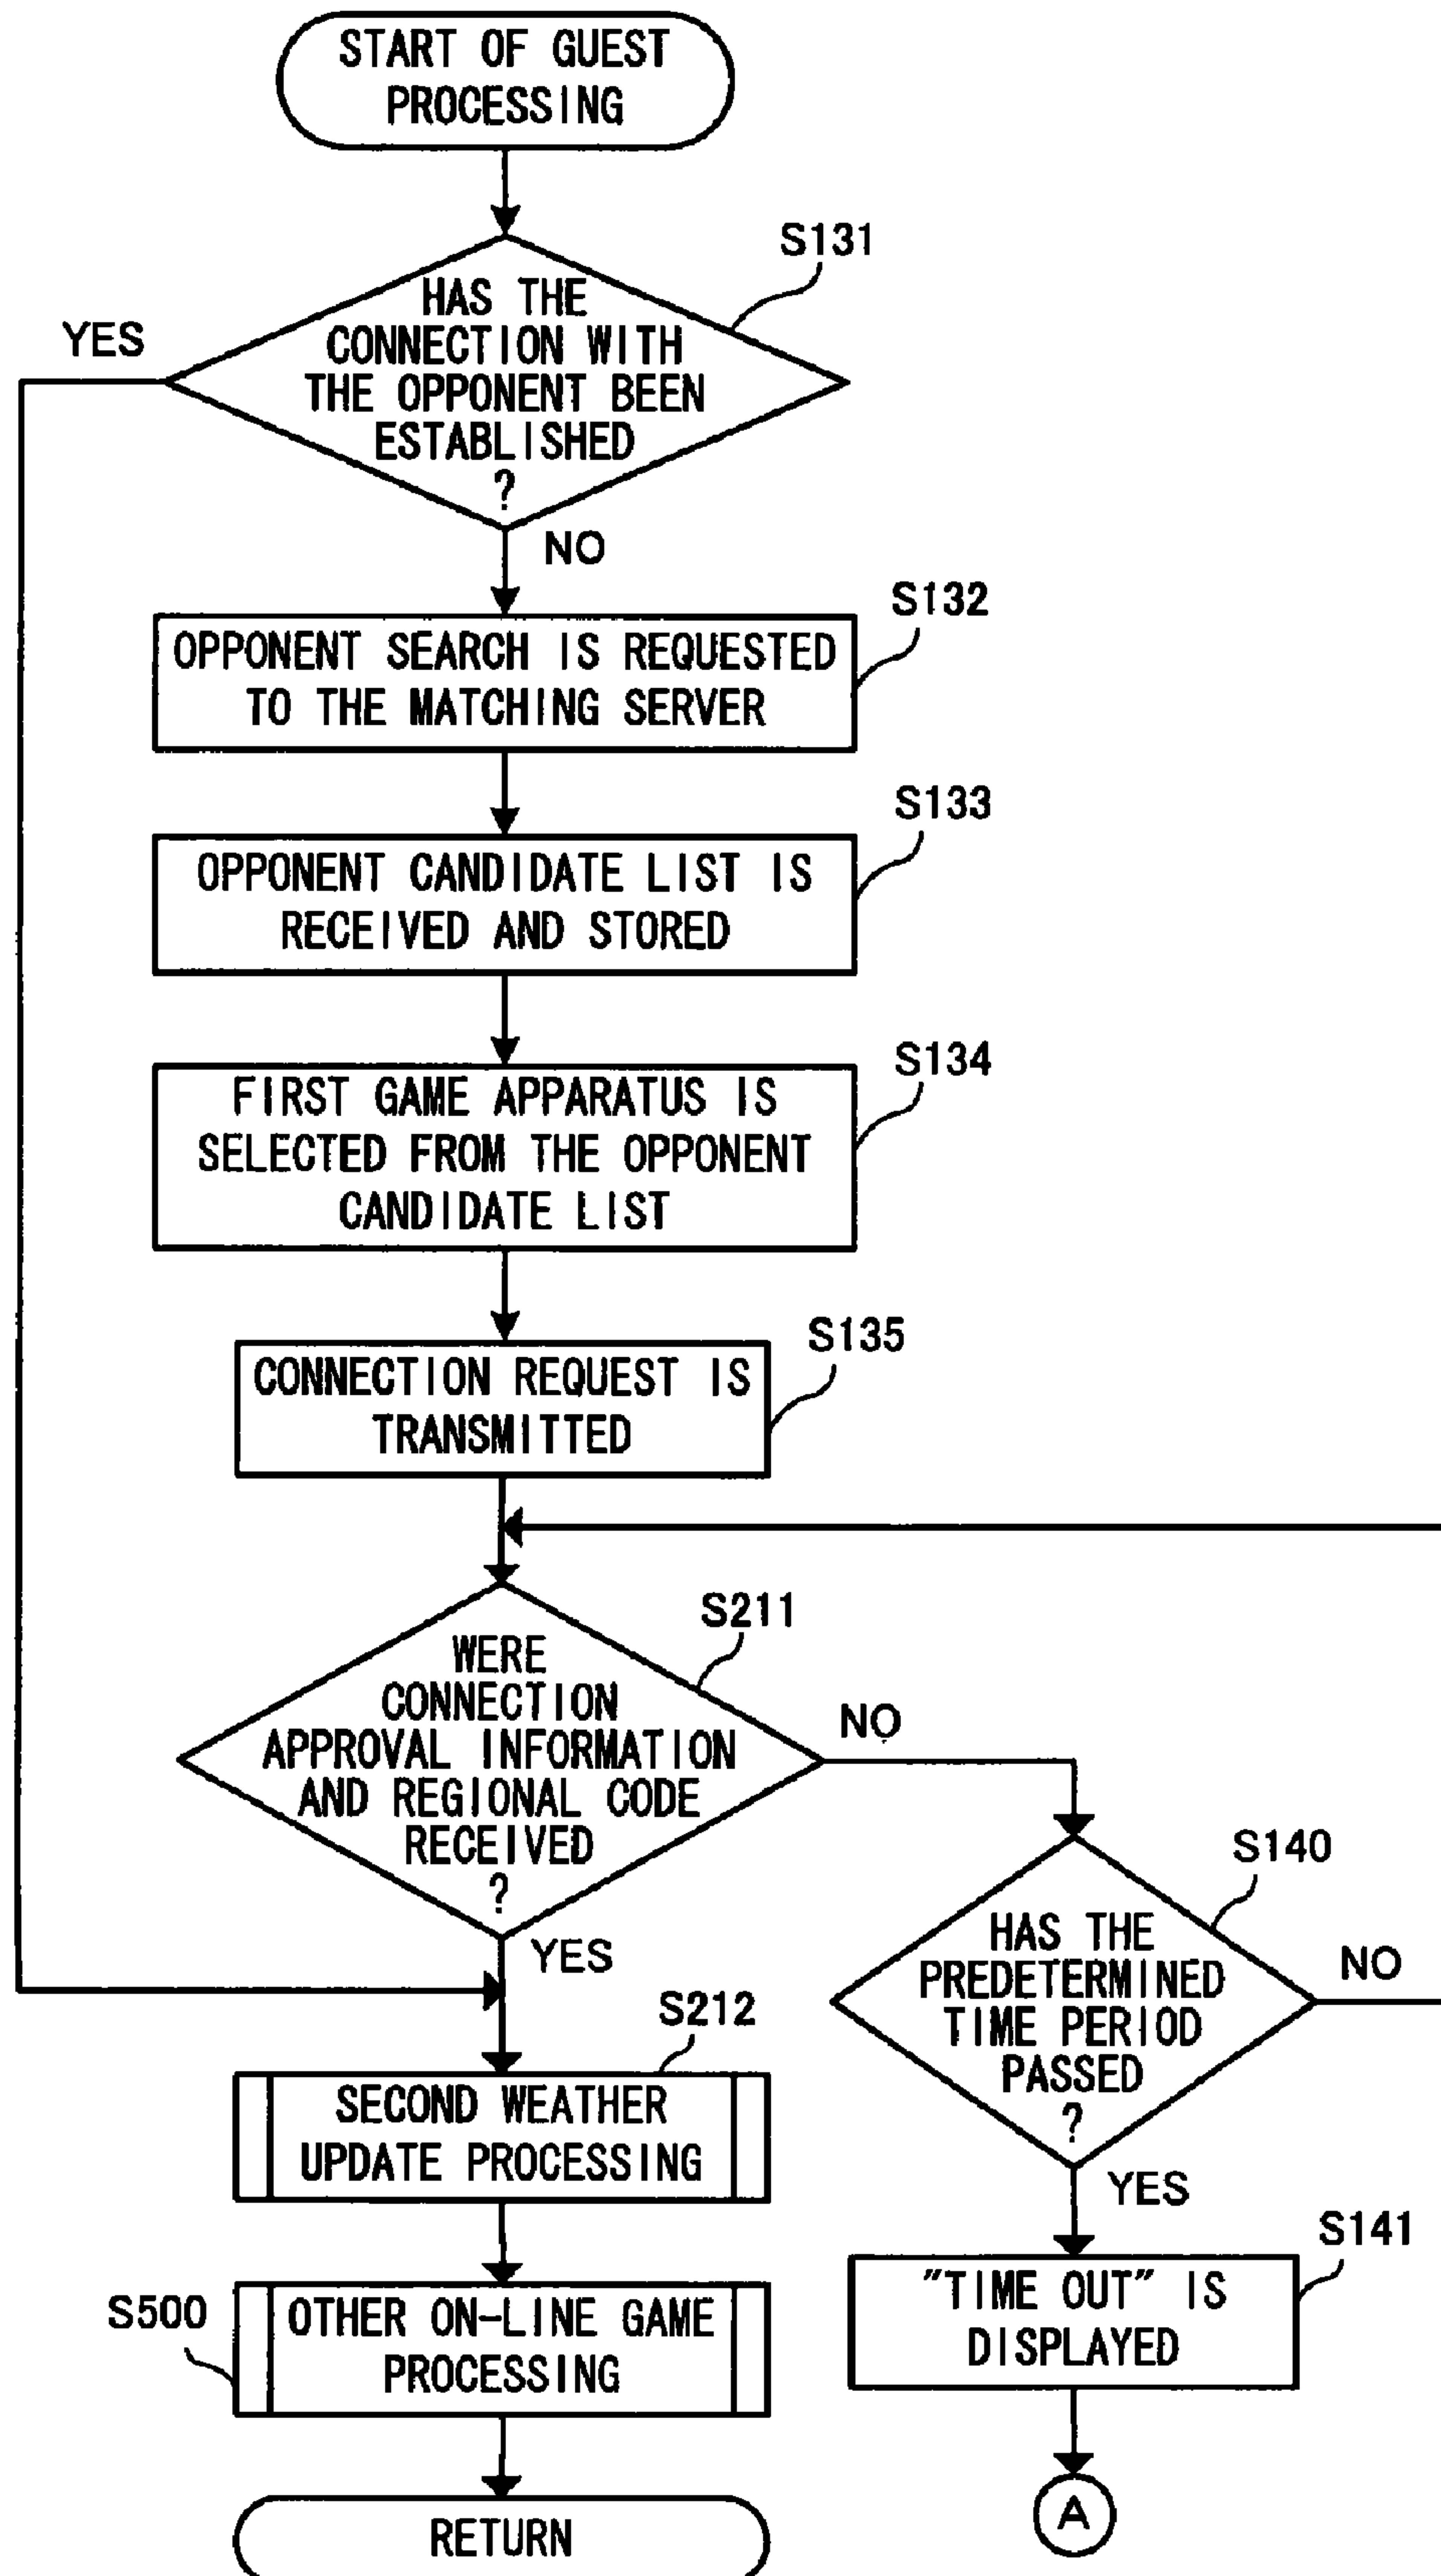 START OF GUEST
PROCESSING
S131
HAS THE
CONNECTION WITH
THE OPPONENT BEEN
ESTABLISHED
?
YES
NO
S132
OPPONENT SEARCH IS REQUESTED
TO THE MATCHING SERVER
S133
OPPONENT CANDIDATE LIST IS
RECEIVED AND STORED
S134
FIRST GAME APPARATUS IS
SELECTED FROM THE OPPONENT
CANDIDATE LIST
S135
CONNECTION REQUEST IS
TRANSMITTED
S211
WERE
CONNECTION
APPROVAL INFORMATION
AND REGIONAL CODE
RECEIVED
?
NO
YES
S140
HAS THE
PREDETERMINED
TIME PERIOD
PASSED
?
NO
YES
S212
SECOND WEATHER
UPDATE PROCESSING
S141
"TIME OUT" IS
DISPLAYED
S500
OTHER ON-LINE GAME
PROCESSING
RETURN
A